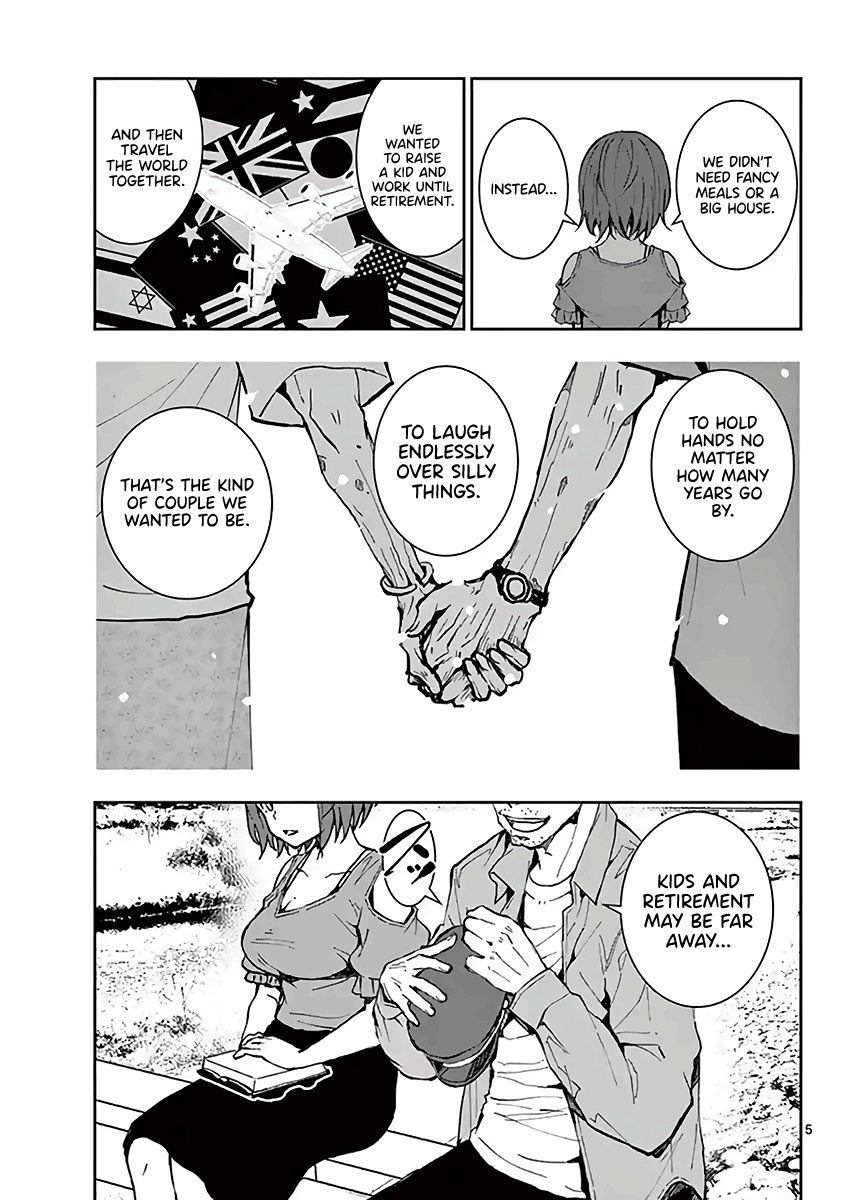 WE DIDN'T
NEED FANCY
MEALS OR A
BIG HOUSE.
INSTEAD...
WE
WANTED
TO RAISE
A KID AND
WORK UNTIL
RETIREMENT.
AND THEN
TRAVEL
THE WORLD
TOGETHER.
TO HOLD
HANDS NO
MATTER
HOW MANY
YEARS GO
BY.
TO LAUGH
ENDLESSLY
OVER SILLY
THINGS.
THAT'S THE KIND
OF COUPLE WE
WANTED TO BE.
KIDS AND
RETIREMENT
MAY BE FAR
AWAY...
5